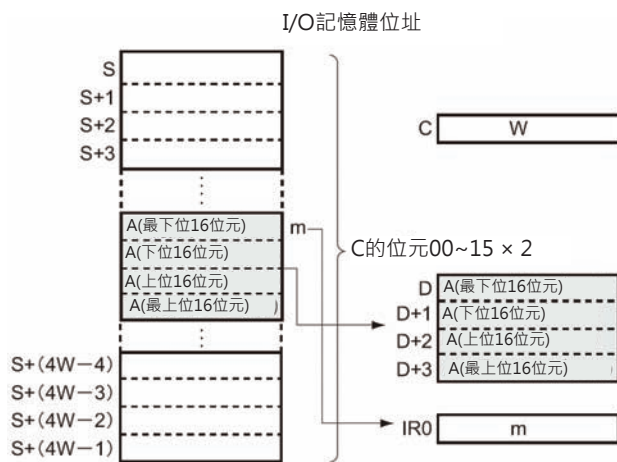 I/O記憶體位址
S
S+1
S+2
S+3
A(最下位16位元)
A(下位16位元)
A(上位16位元)
A(最上位16位元) )
m
S+(4W－4)
S+(4W－3)
S+(4W－2)
S+(4W－1)
C的位元00~15 × 2
C W
D A(最下位16位元)
D+1 A(下位16位元)
D+2 A(上位16位元)
D+3 A(最上位16位元)
IR0 m